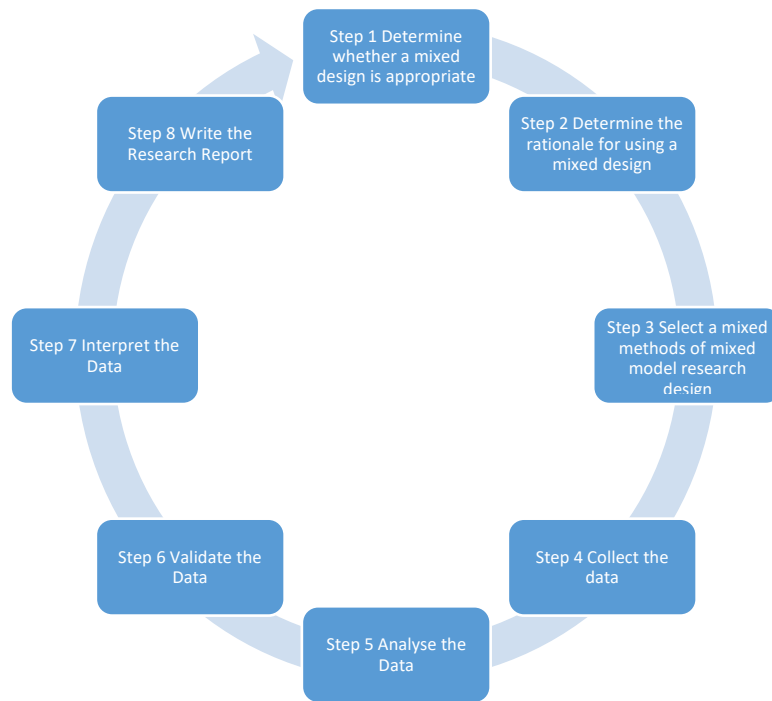 Step 1 Determine
whether a mixed
design is appropriate
Step 2 Determine the
rationale for using a
mixed design
Step 3 Select a mixed
methods of mixed
model research
design
Step 4 Collect the
data
Step 5 Analyse the
Data
Step 6 Validate the
Data
Step 7 Interpret the
Data
Step 8 Write the
Research Report